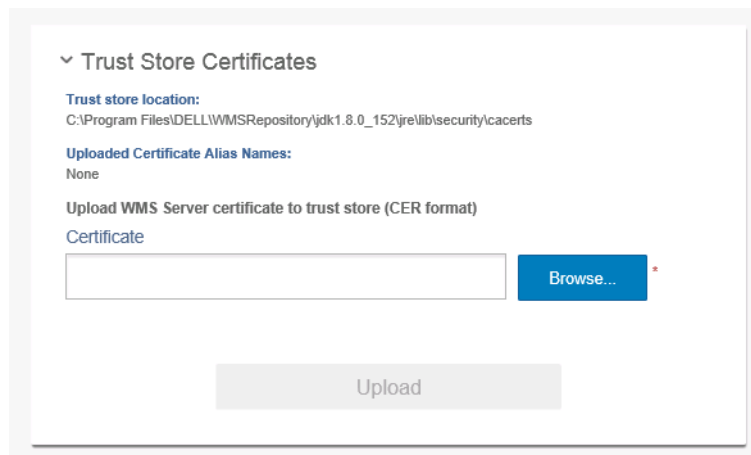 Trust Store Certificates
Trust store location:
C:\Program Files\DELL\WMSRepository\jdk1.8.0_152\jre\lib\security\cacerts
Uploaded Certificate Alias Names:
None
Upload WMS Server certificate to trust store (CER format)
Certificate
Browse... *
Upload